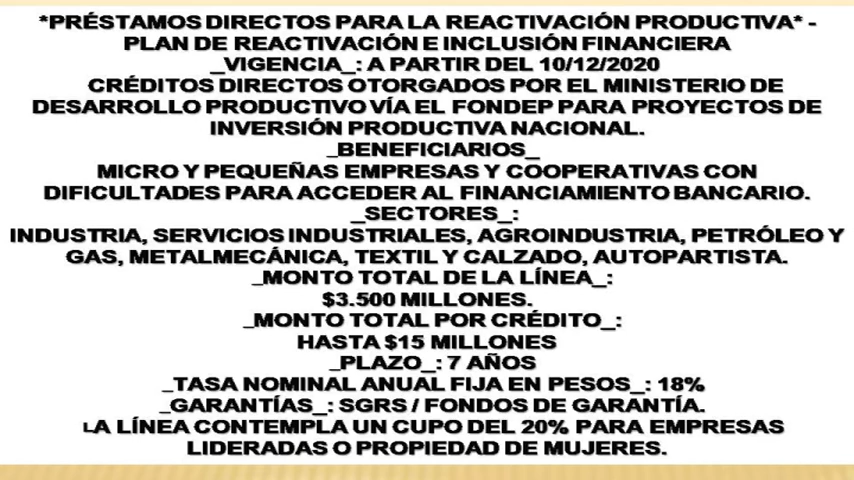 *PRÉSTAMOS DIRECTOS PARA LA REACTIVACIÓN PRODUCTIVA* -
PLAN DE REACTIVACIÓN E INCLUSIÓN FINANCIERA
_VIGENCIA_: A PARTIR DEL 10/12/2020
CRÉDITOS DIRECTOS OTORGADOS POR EL MINISTERIO DE
DESARROLLO PRODUCTIVO VÍA EL FONDEP PARA PROYECTOS DE
INVERSIÓN PRODUCTIVA NACIONAL.
_BENEFICIARIOS_
MICRO Y PEQUEÑAS EMPRESAS Y COOPERATIVAS CON
DIFICULTADES PARA ACCEDER AL FINANCIAMIENTO BANCARIO.
_SECTORES_:
INDUSTRIA, SERVICIOS INDUSTRIALES, AGROINDUSTRIA, PETRÓLEO Y
GAS, METALMECÁNICA, TEXTIL Y CALZADO, AUTOPARTISTA.
_MONTO TOTAL DE LA LÍNEA_:
$3.500 MILLONES.
_MONTO TOTAL POR CRÉDITO_:
HASTA $15 MILLONES
_PLAZO_: 7 AÑOS
_TASA NOMINAL ANUAL FIJA EN PESOS_: 18%
_GARANTÍAS_: SGRS / FONDOS DE GARANTÍA.
LA LÍNEA CONTEMPLA UN CUPO DEL 20% PARA EMPRESAS
LIDERADAS O PROPIEDAD DE MUJERES.